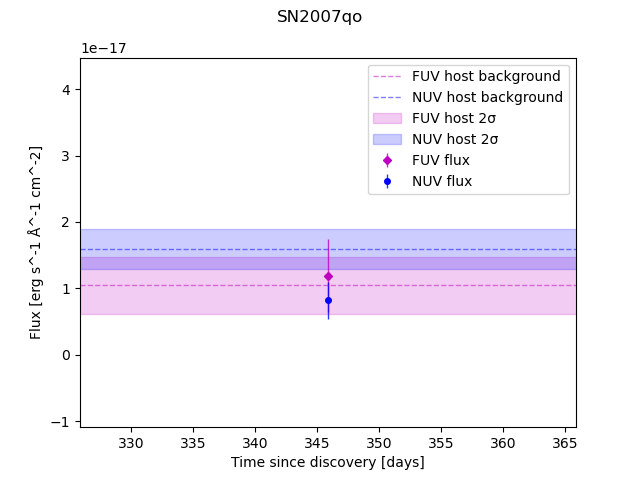 SN2007qo
1e−17
FUV host background
NUV host background
FUV host 2σ
NUV host 2σ
FUV flux
NUV flux
4
3
2
1
0
−1
Flux [erg s^-1 Å^-1 cm^-2]
330 335 340 345 350 355 360 365
Time since discovery [days]